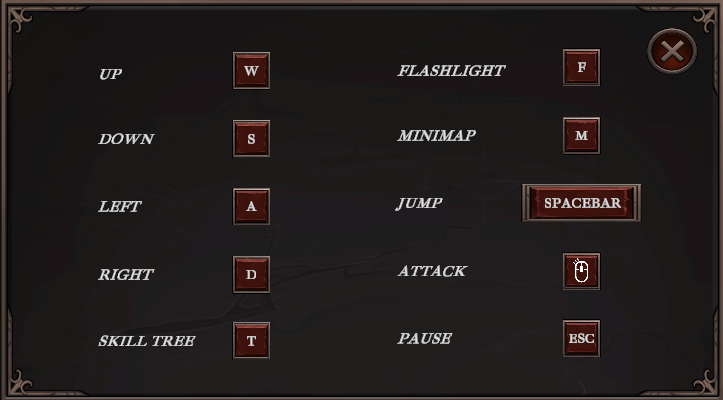 UP W
DOWN S
LEFT A
RIGHT D
SKILL TREE T
FLASHLIGHT F
MINIMAP M
JUMP SPACEBAR
ATTACK
PAUSE ESC